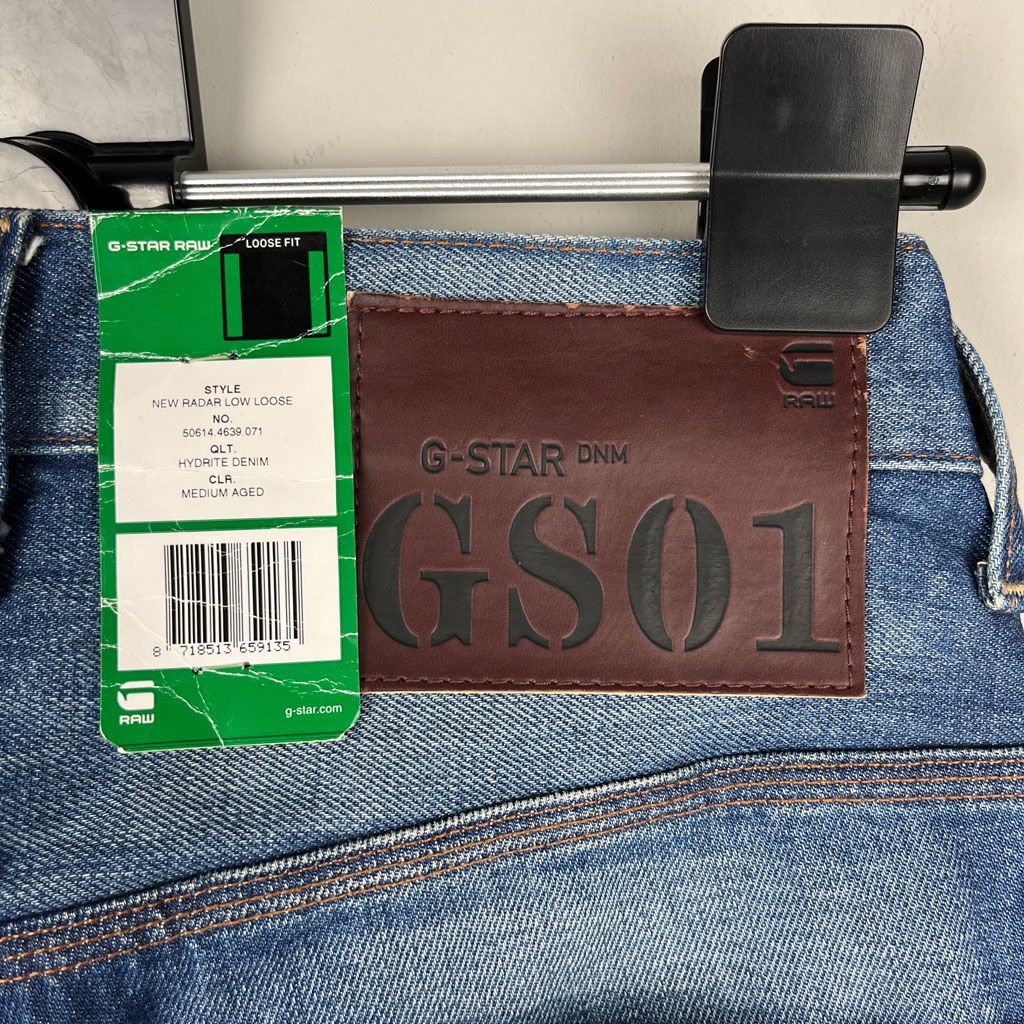 G-STAR RAW
LOOSE FIT
STYLE
NEW RADAR LOW LOOSE
NO.
50614.4639.071
QLT.
HYDRITE DENIM
CLR.
MEDIUM AGED
8 718513 659135
RAW
g-star.com
RAW
G-STAR DNM
GS01